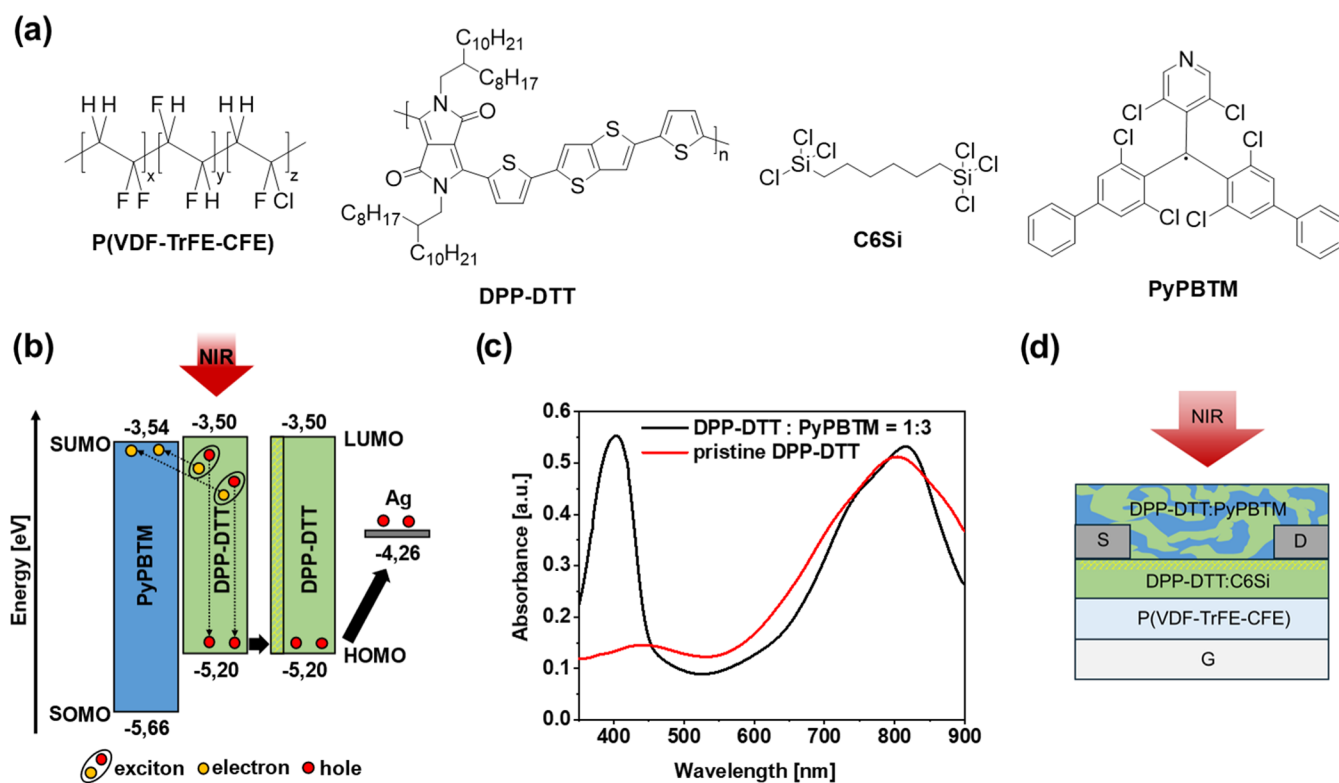 (a)
H H
F H
H H
x
y
z
F F
F H
F Cl
P(VDF-TrFE-CFE)
C10H21
C8H17
N
O
S
S
S
S
n
O
N
C8H17
C10H21
DPP-DTT
Cl
Cl
Si
Cl
Cl
Cl
Si
Cl
C6Si
N
Cl
Cl
Cl
Cl
Cl
Cl
PyPBTM
(b)
NIR
Energy [eV]
SUMO
-3,54
-3,50
-3,50
LUMO
PyPBTM
DPP-DTT
DPP-DTT
Ag
-4,26
-5,20
-5,20
HOMO
SOMO
-5,66
exciton
electron
hole
(c)
Absorbance [a.u.]
0.6
0.5
0.4
0.3
0.2
0.1
0.0
DPP-DTT : PyPBTM = 1:3
pristine DPP-DTT
400 500 600 700 800 900
Wavelength [nm]
(d)
NIR
DPP-DTT:PyPBTM
S
D
DPP-DTT:C6Si
P(VDF-TrFE-CFE)
G